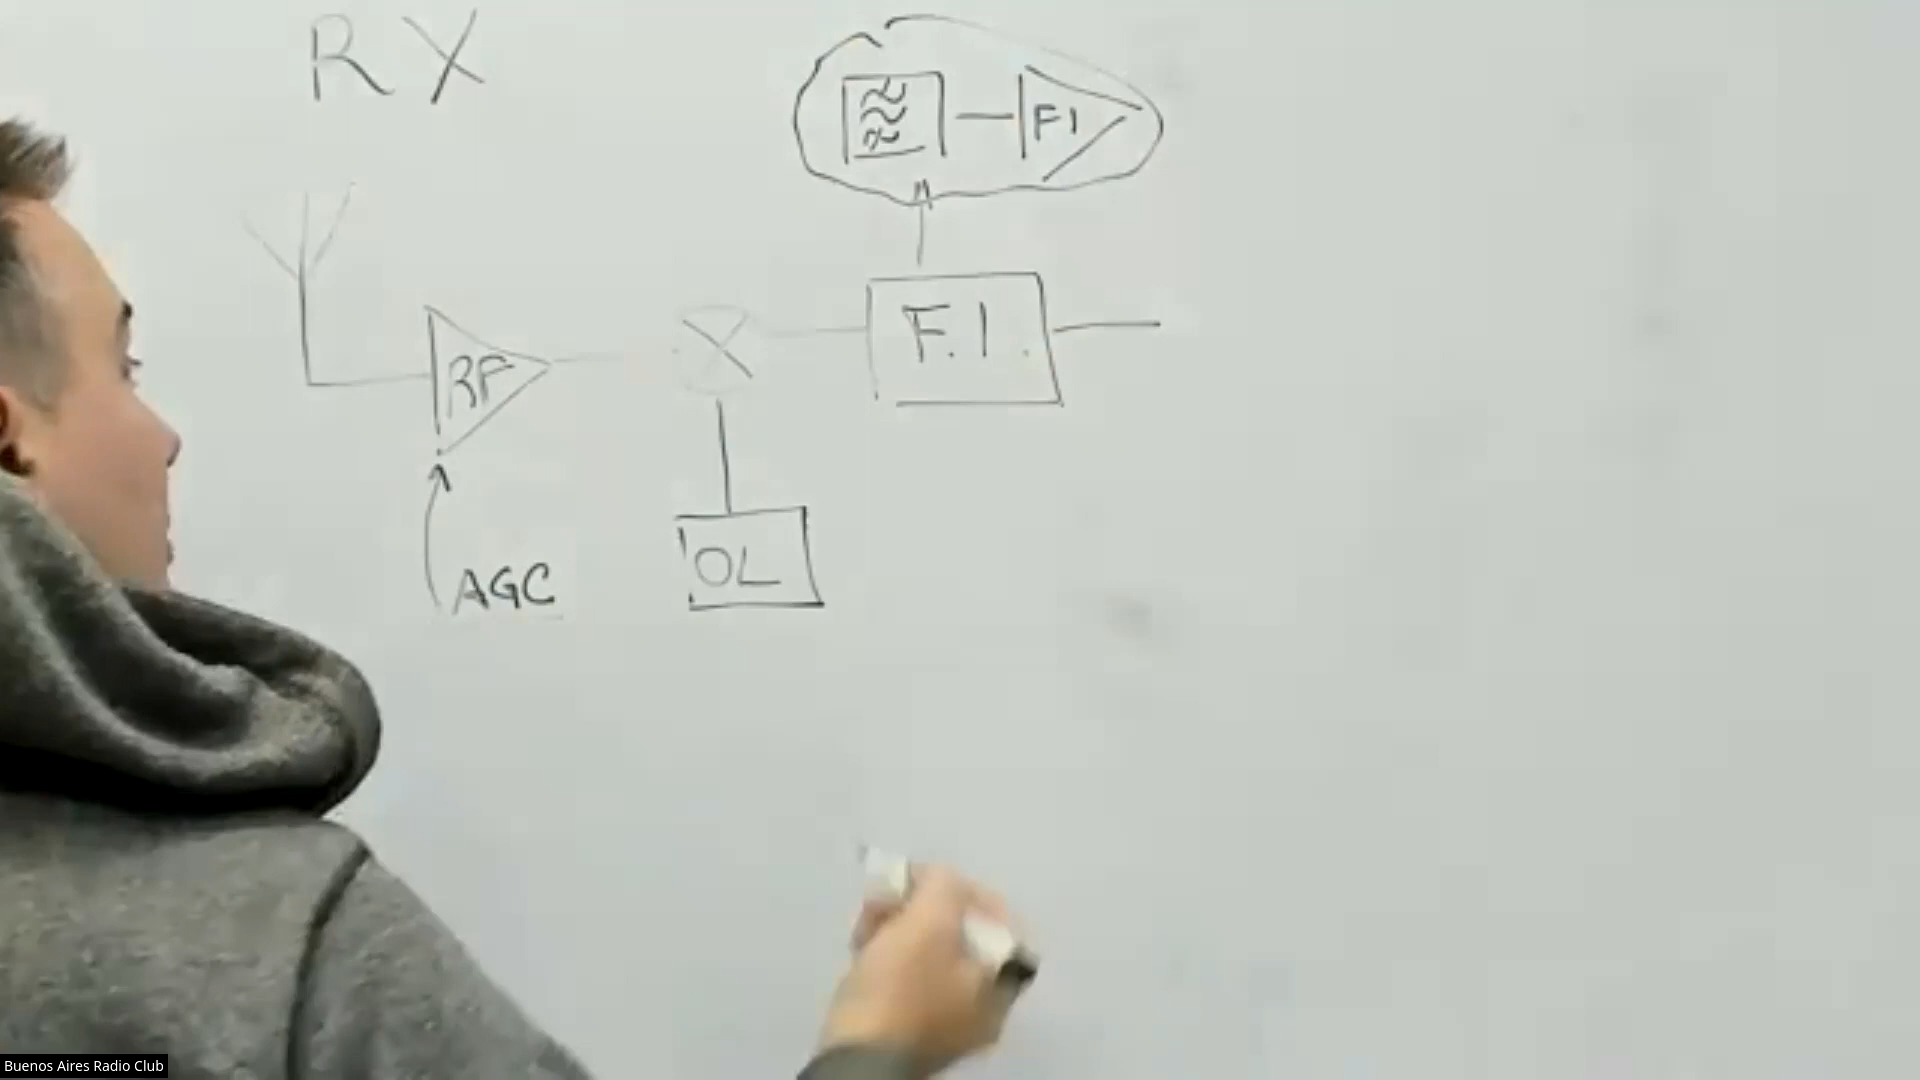 RX
FI
F.I.
RF
OL
AGC
Buenos Aires Radio Club